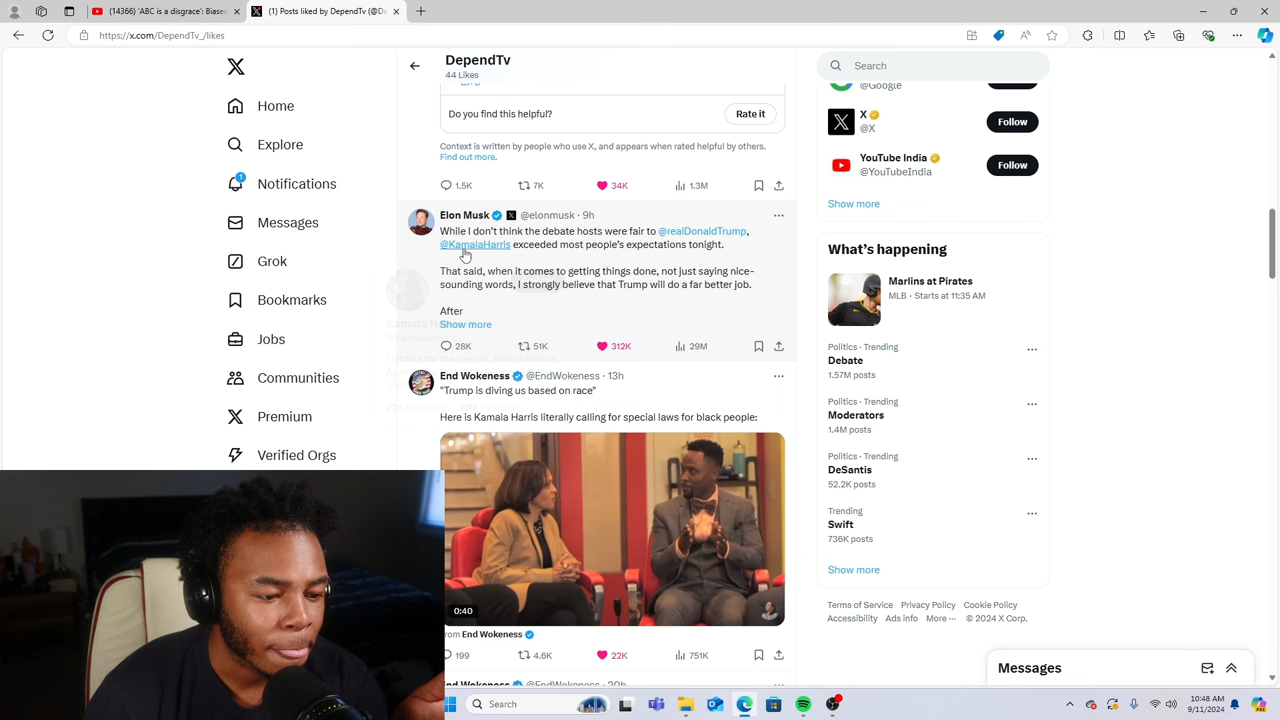 (14366) 'ABC is a disgrace':
(1) Posts liked by DependTv (@De
https://x.com/DependTv_/likes
Home
Explore
1
Notifications
Messages
Grok
Bookmarks
Jobs
Communities
Premium
Verified Orgs
DependTv
44 Likes
Do you find this helpful?
Rate it
Context is written by people who use X, and appears when rated helpful by others.
Find out more.
1.5K 7K 34K 1.3M
Elon Musk @elonmusk · 9h
While I don't think the debate hosts were fair to @realDonaldTrump,
@KamalaHarris exceeded most people's expectations tonight.
That said, when it comes to getting things done, not just saying nice-
sounding words, I strongly believe that Trump will do a far better job.
After
Show more
28K 51K 312K 29M
End Wokeness @EndWokeness · 13h
"Trump is dividing us based on race"
Here is Kamala Harris literally calling for special laws for black people:
0:40
From End Wokeness
199 4.6K 22K 751K
End Wokeness @EndWokeness · 20h
Search
@Google
X
@X
Follow
YouTube India
@YouTubeIndia
Follow
Show more
What's happening
Marlins at Pirates
MLB · Starts at 11:35 AM
Politics · Trending
Debate
1.57M posts
Politics · Trending
Moderators
1.4M posts
Politics · Trending
DeSantis
52.2K posts
Trending
Swift
736K posts
Show more
Terms of Service Privacy Policy Cookie Policy
Accessibility Ads info More ··· © 2024 X Corp.
Messages
Search
10:48 AM
9/11/2024